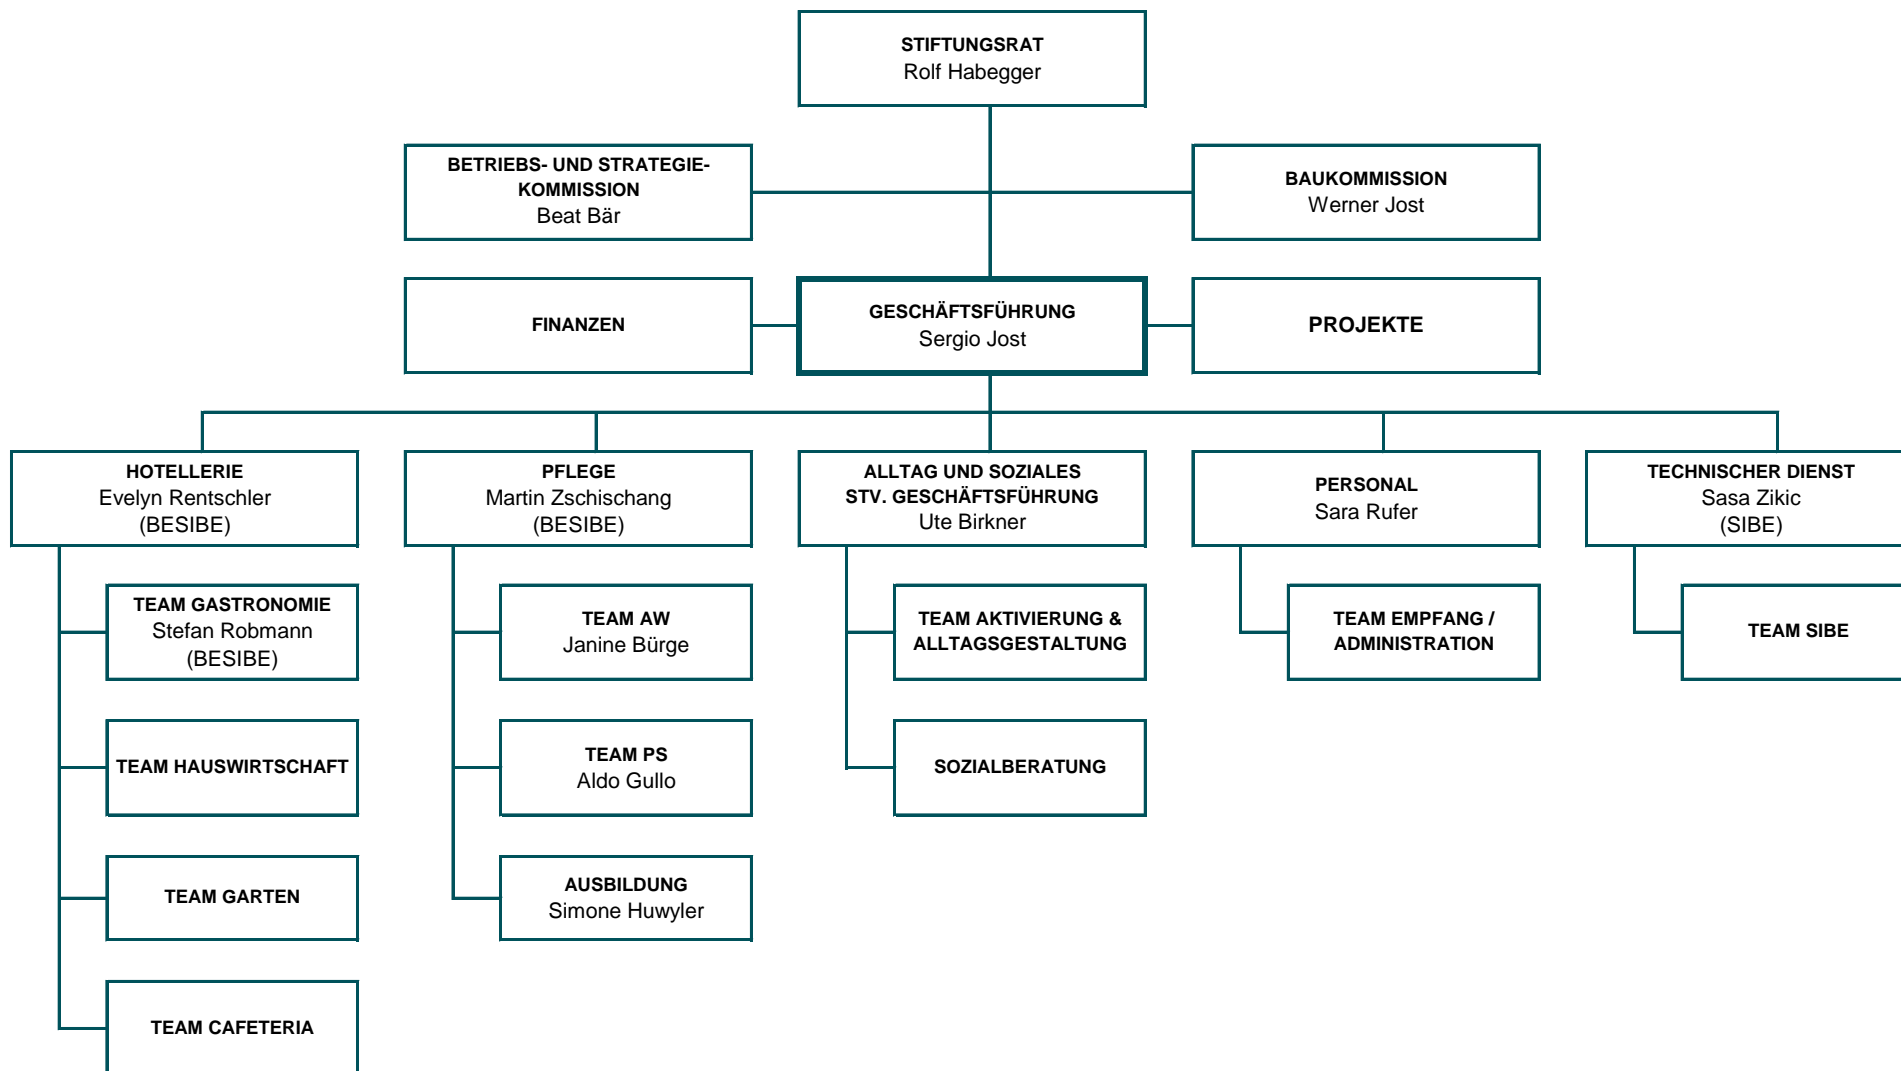 STIFTUNGSRAT
Rolf Habegger
BETRIEBS- UND STRATEGIE-
KOMMISSION
Beat Bär
BAUKOMMISSION
Werner Jost
FINANZEN
GESCHÄFTSFÜHRUNG
Sergio Jost
PROJEKTE
HOTELLERIE
Evelyn Rentschler
(BESIBE)
PFLEGE
Martin Zschischang
(BESIBE)
ALLTAG UND SOZIALES
STV. GESCHÄFTSFÜHRUNG
Ute Birkner
PERSONAL
Sara Rufer
TECHNISCHER DIENST
Sasa Zikic
(SIBE)
TEAM GASTRONOMIE
Stefan Robmann
(BESIBE)
TEAM AW
Janine Bürge
TEAM AKTIVIERUNG &
ALLTAGSGESTALTUNG
TEAM EMPFANG /
ADMINISTRATION
TEAM SIBE
TEAM HAUSWIRTSCHAFT
TEAM PS
Aldo Gullo
SOZIALBERATUNG
TEAM GARTEN
AUSBILDUNG
Simone Huwyler
TEAM CAFETERIA